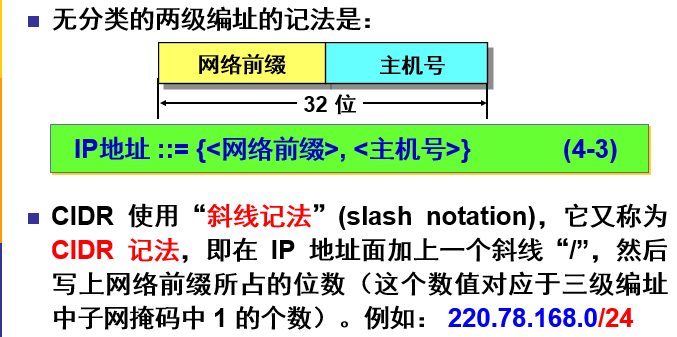 无分类的两级编址的记法是：
网络前缀 主机号
32 位
IP地址 ::= {<网络前缀>, <主机号>} (4-3)
CIDR 使用“斜线记法”(slash notation)，它又称为
CIDR 记法，即在 IP 地址面加上一个斜线“/”，然后
写上网络前缀所占的位数（这个数值对应于三级编址
中子网掩码中 1 的个数）。例如： 220.78.168.0/24